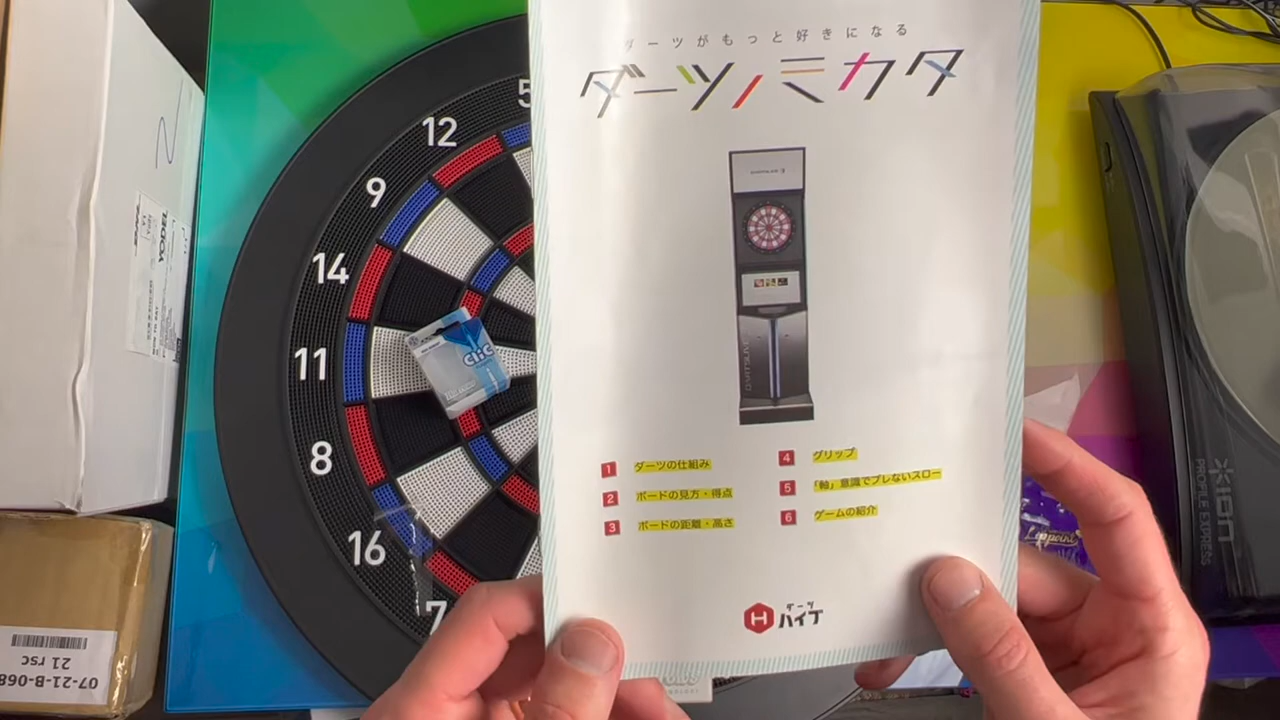 ダーツがもっと好きになる
ダーツノミカタ
DARTSLIVE
1 ダーツの仕組み
2 ボードの見方・得点
3 ボードの距離・高さ
4 グリップ
5 「軸」意識でブレないスロー
6 ゲームの紹介
H ダーツ
ハイブ
5
12
9
14
11
8
16
7
CLIC
YODEL
07-21-B-068
21 rsc
ION
PROFILE EXPRESS
Leppoint